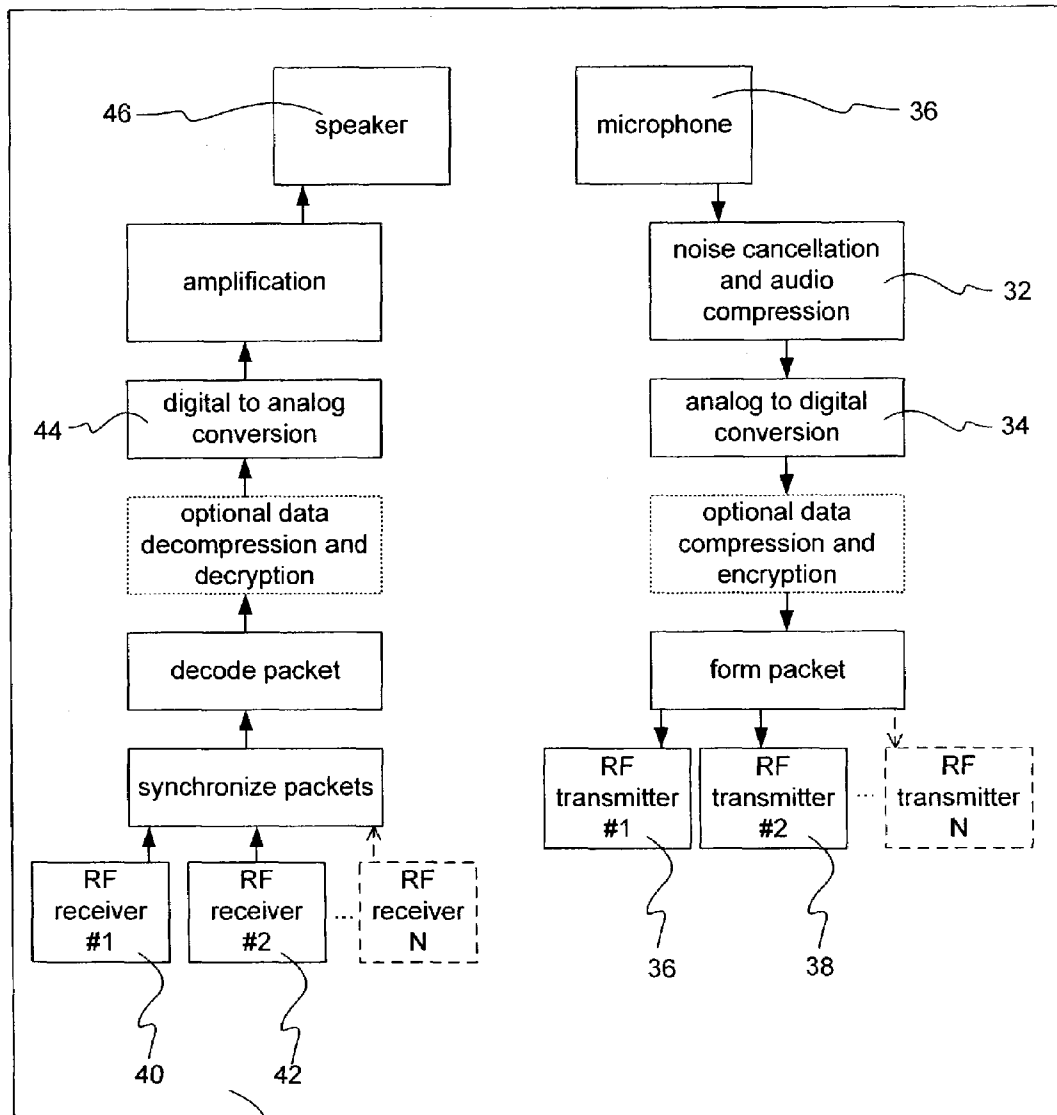 46
speaker
amplification
44
digital to analog
conversion
optional data
decompression and
decryption
decode packet
synchronize packets
RF
receiver
#1
RF
receiver
#2
...
RF
receiver
N
40
42
microphone
36
noise cancellation
and audio
compression
32
analog to digital
conversion
34
optional data
compression and
encryption
form packet
RF
transmitter
#1
RF
transmitter
#2
...
RF
transmitter
N
36
38